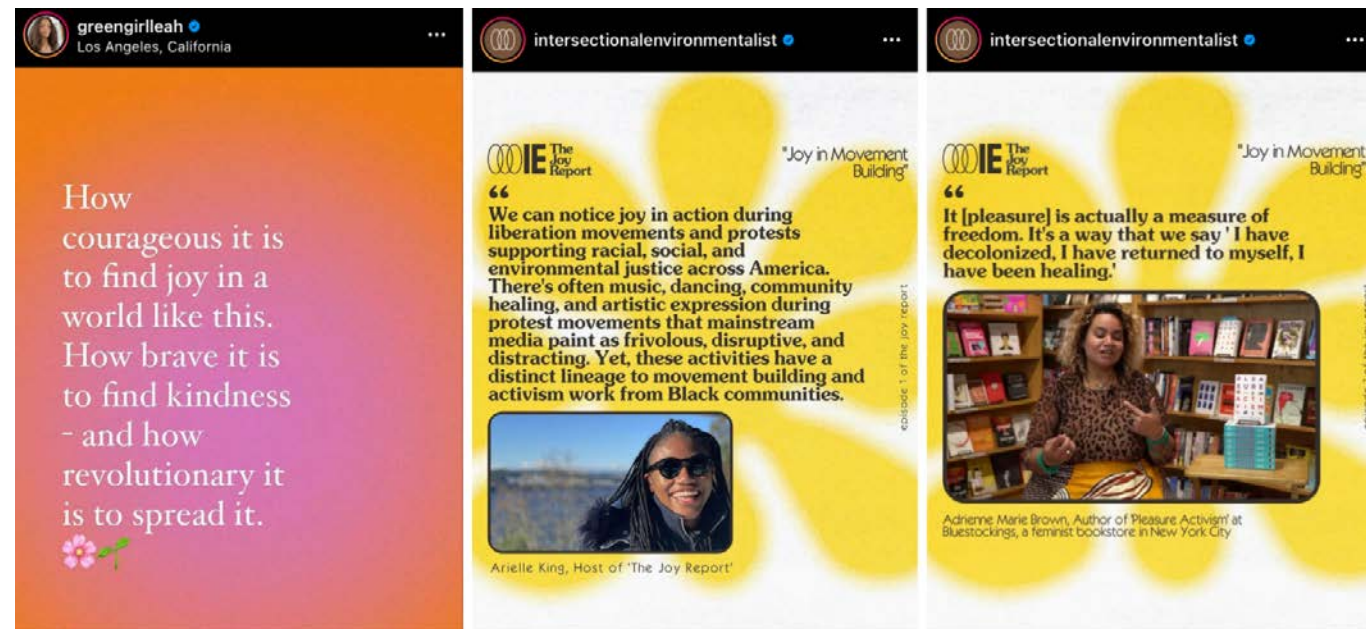 greengirlleah
Los Angeles, California
How
courageous it is
to find joy in a
world like this.
How brave it is
to find kindness
- and how
revolutionary it
is to spread it.
intersectionalenvironmentalist
IE The
Joy
Report
"Joy in Movement
Building"
“
We can notice joy in action during
liberation movements and protests
supporting racial, social, and
environmental justice across America.
There's often music, dancing, community
healing, and artistic expression during
protest movements that mainstream
media paint as frivolous, disruptive, and
distracting. Yet, these activities have a
distinct lineage to movement building and
activism work from Black communities.
episode 1 of the joy report
Arielle King, Host of 'The Joy Report'
intersectionalenvironmentalist
IE The
Joy
Report
"Joy in Movement
Building"
“
It [pleasure] is actually a measure of
freedom. It's a way that we say ' I have
decolonized, I have returned to myself, I
have been healing.'
Adrienne Marie Brown, Author of 'Pleasure Activism' at
Bluestockings, a feminist bookstore in New York City